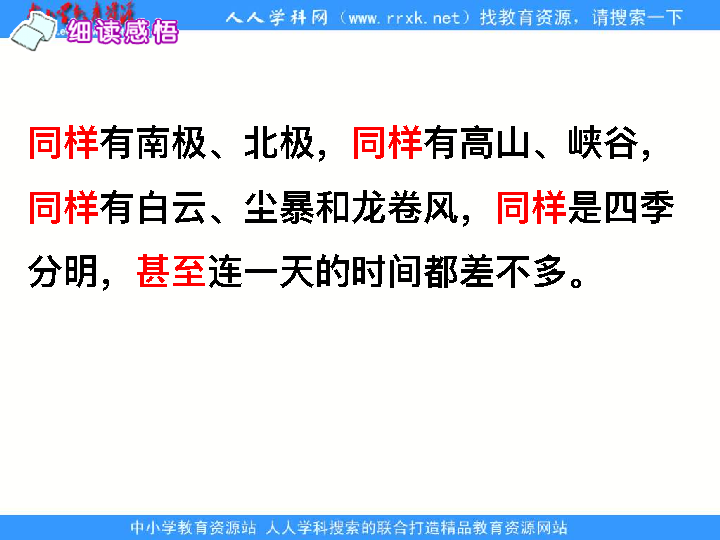 人人学科网（www.rrxk.net）找教育资源，请搜索一下
细读感悟
同样有南极、北极，同样有高山、峡谷，
同样有白云、尘暴和龙卷风，同样是四季
分明，甚至连一天的时间都差不多。
中小学教育资源站 人人学科搜索的联合打造精品教育资源网站